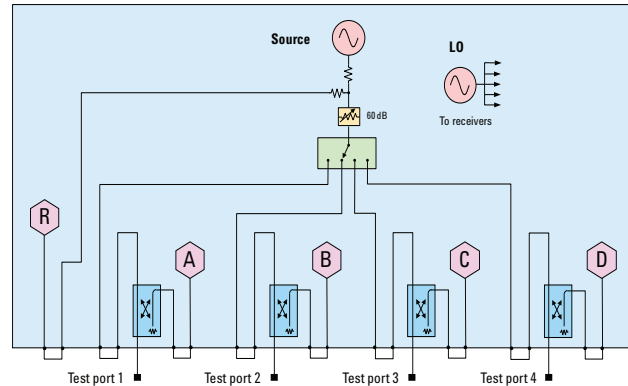 Source
LO
60 dB
To receivers
R
A
B
C
D
Test port 1
Test port 2
Test port 3
Test port 4